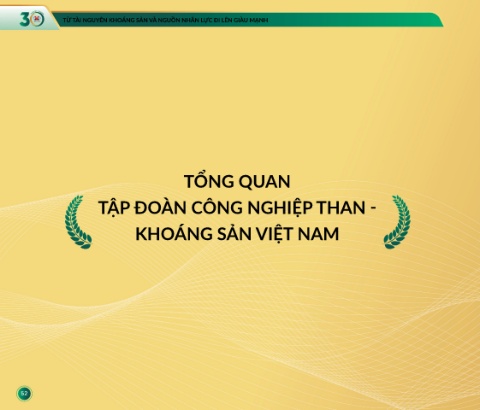 30 TỪ TÀI NGUYÊN KHOÁNG SẢN VÀ NGUỒN NHÂN LỰC ĐI LÊN GIÀU MẠNH
TỔNG QUAN
TẬP ĐOÀN CÔNG NGHIỆP THAN -
KHOÁNG SẢN VIỆT NAM
52